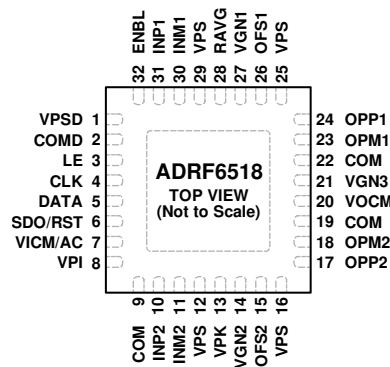 32 ENBL
31 INP1
30 INM1
29 VPS
28 RAVG
27 VGN1
26 OFS1
25 VPS
VPSD 1
COMD 2
LE 3
CLK 4
DATA 5
SDO/RST 6
VICM/AC 7
VPI 8
ADRF6518
TOP VIEW
(Not to Scale)
24 OPP1
23 OPM1
22 COM
21 VGN3
20 VOCM
19 COM
18 OPM2
17 OPP2
COM 9
INP2 10
INM2 11
VPS 12
VPK 13
VGN2 14
OFS2 15
VPS 16